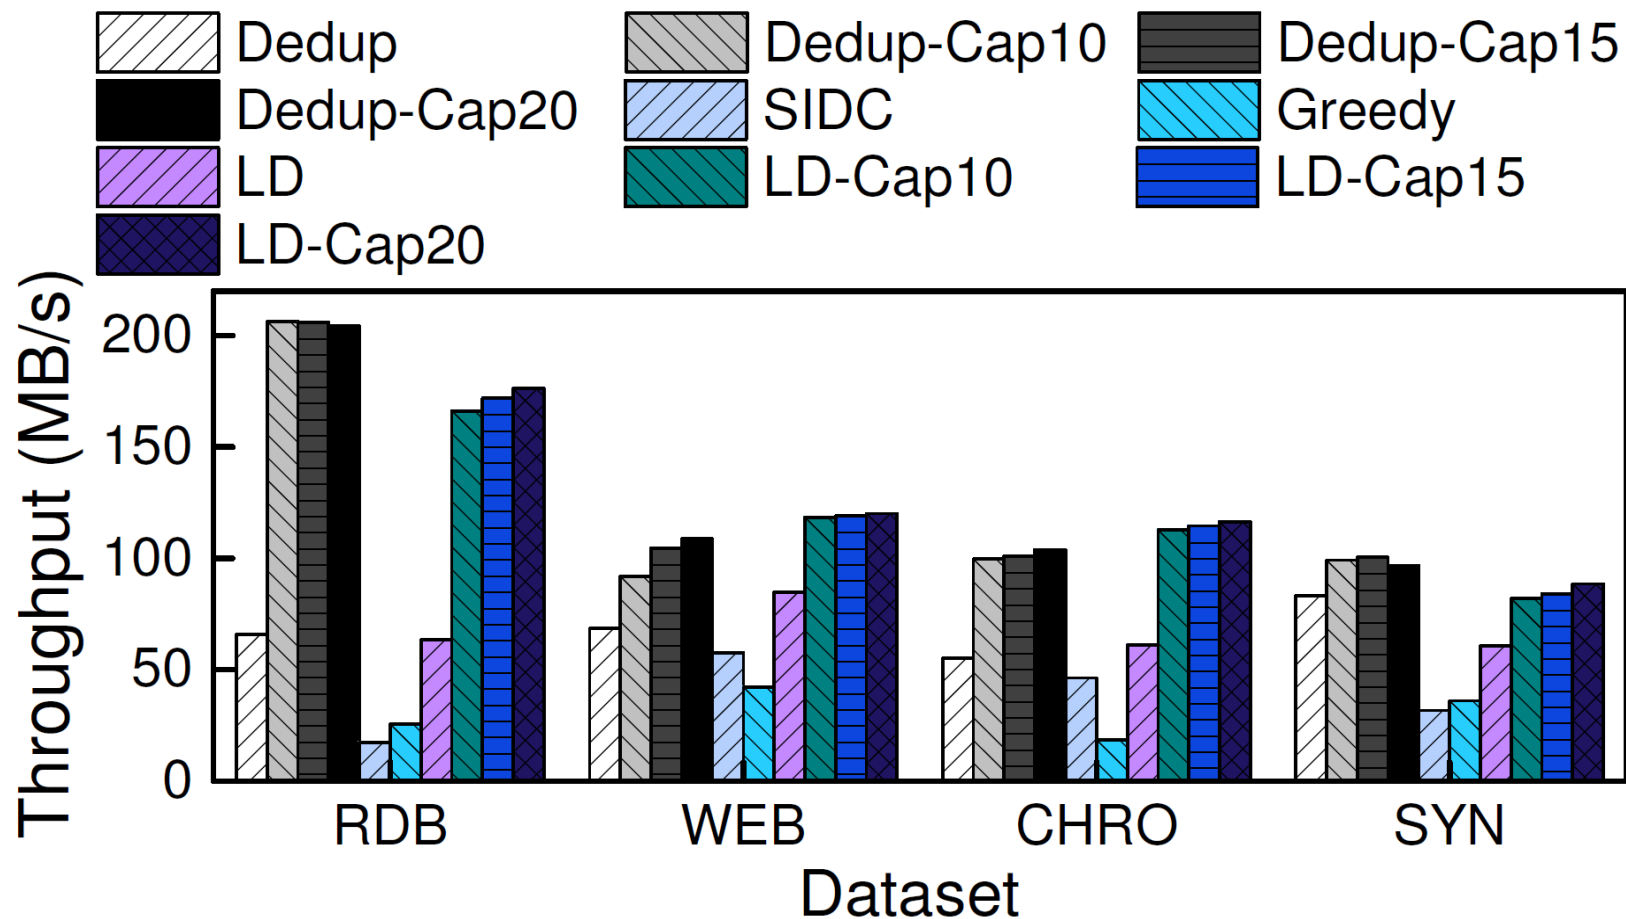 Dedup Dedup-Cap10 Dedup-Cap15
Dedup-Cap20 SIDC Greedy
LD LD-Cap10 LD-Cap15
LD-Cap20
Throughput (MB/s)
200
150
100
50
0
RDB WEB CHRO SYN
Dataset